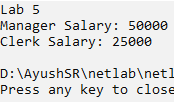 Lab 5
Manager Salary: 50000
Clerk Salary: 25000
D:\AyushSR\netlab\netl
Press any key to close